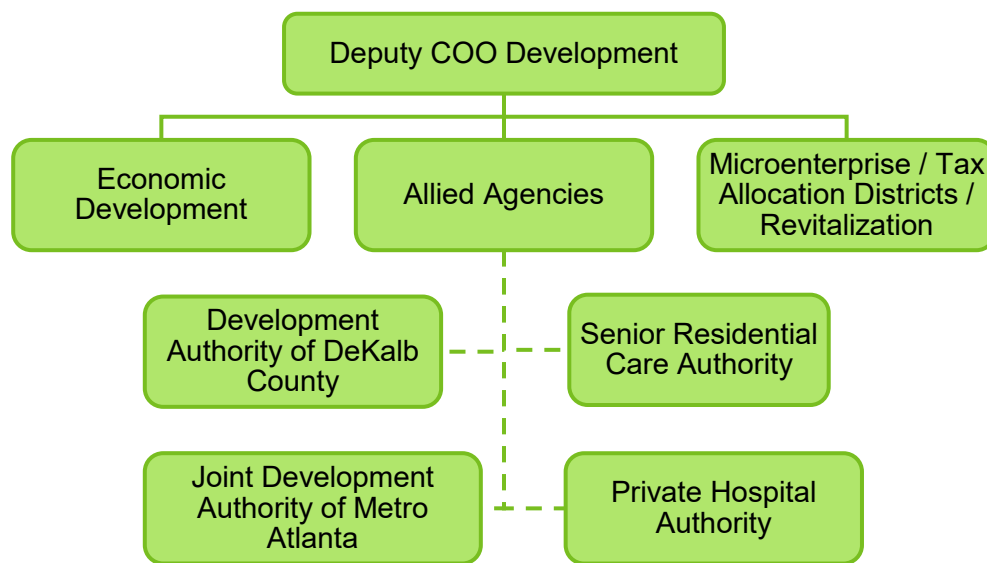 Deputy COO Development
Economic
Development
Allied Agencies
Microenterprise / Tax
Allocation Districts /
Revitalization
Development
Authority of DeKalb
County
Senior Residential
Care Authority
Joint Development
Authority of Metro
Atlanta
Private Hospital
Authority